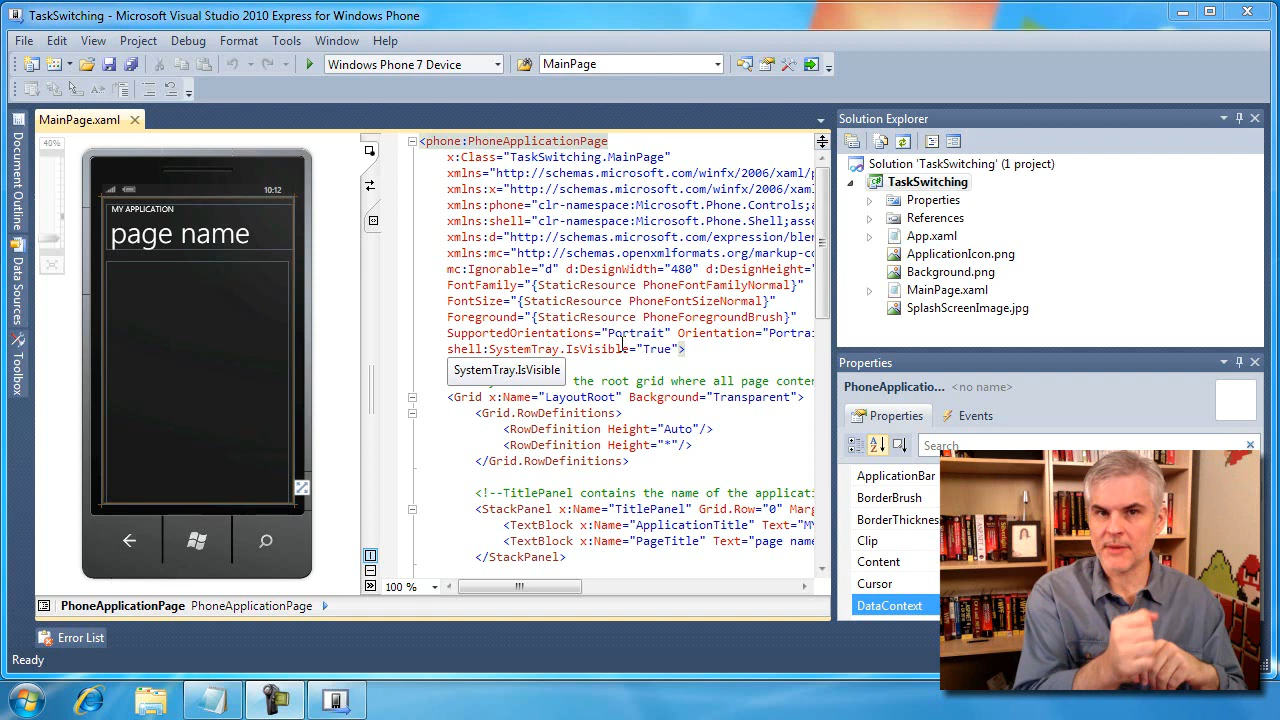 TaskSwitching - Microsoft Visual Studio 2010 Express for Windows Phone
File Edit View Project Debug Format Tools Window Help
Windows Phone 7 Device MainPage
MainPage.xaml
Document Outline
Data Sources
Toolbox
40%
10:12
MY APPLICATION
page name
<phone:PhoneApplicationPage
x:Class="TaskSwitching.MainPage"
xmlns="http://schemas.microsoft.com/winfx/2006/xaml/p
xmlns:x="http://schemas.microsoft.com/winfx/2006/xaml
xmlns:phone="clr-namespace:Microsoft.Phone.Controls;a
xmlns:shell="clr-namespace:Microsoft.Phone.Shell;asse
xmlns:d="http://schemas.microsoft.com/expression/blen
xmlns:mc="http://schemas.openxmlformats.org/markup-co
mc:Ignorable="d" d:DesignWidth="480" d:DesignHeight="
FontFamily="{StaticResource PhoneFontFamilyNormal}"
FontSize="{StaticResource PhoneFontSizeNormal}"
Foreground="{StaticResource PhoneForegroundBrush}"
SupportedOrientations="Portrait" Orientation="Portrai
shell:SystemTray.IsVisible="True">
SystemTray.IsVisible
the root grid where all page conten
<Grid x:Name="LayoutRoot" Background="Transparent">
<Grid.RowDefinitions>
<RowDefinition Height="Auto"/>
<RowDefinition Height="*"/>
</Grid.RowDefinitions>
<!--TitlePanel contains the name of the applicati
<StackPanel x:Name="TitlePanel" Grid.Row="0" Marg
<TextBlock x:Name="ApplicationTitle" Text="MY
<TextBlock x:Name="PageTitle" Text="page name
</StackPanel>
100 %
PhoneApplicationPage PhoneApplicationPage
Error List
Ready
Solution Explorer
Solution 'TaskSwitching' (1 project)
TaskSwitching
Properties
References
App.xaml
ApplicationIcon.png
Background.png
MainPage.xaml
SplashScreenImage.jpg
Properties
PhoneApplicatio... <no name>
Properties Events
Search
ApplicationBar
BorderBrush
BorderThickness
Clip
Content
Cursor
DataContext